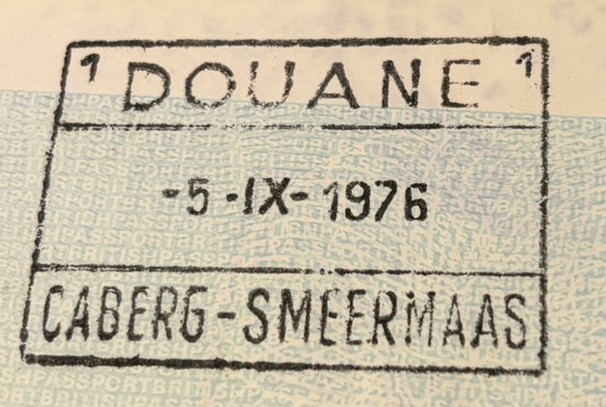 1 DOUANE 1
-5-IX-1976
CABERG-SMEERMAAS